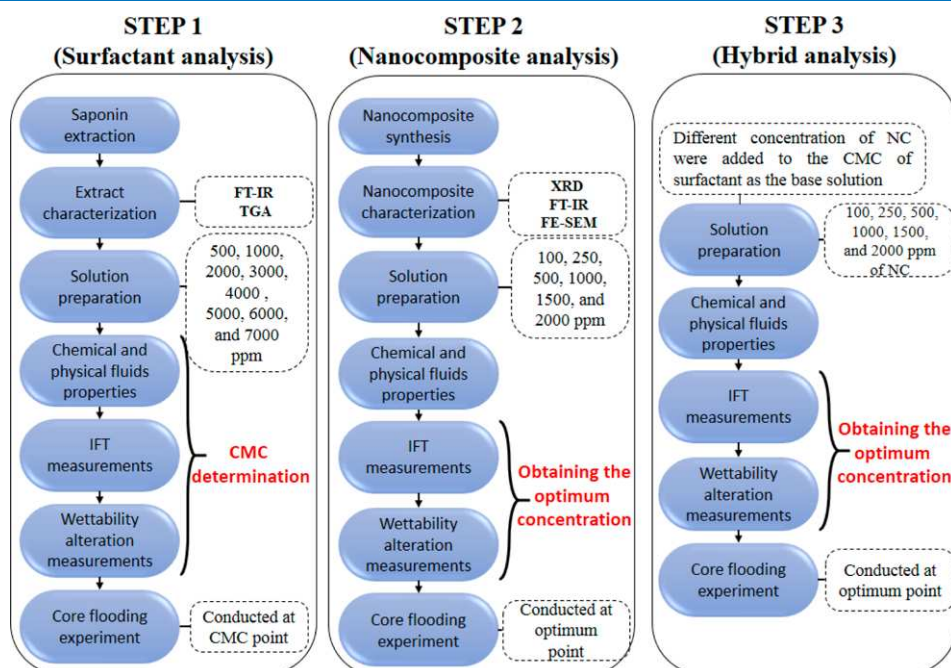 STEP 1
(Surfactant analysis)
Saponin
extraction
Extract
characterization
FT-IR
TGA
Solution
preparation
500, 1000,
2000, 3000,
4000 ,
5000, 6000,
and 7000
ppm
Chemical and
physical fluids
properties
IFT
measurements
Wettability
alteration
measurements
CMC
determination
Core flooding
experiment
Conducted at
CMC point
STEP 2
(Nanocomposite analysis)
Nanocomposite
synthesis
Nanocomposite
characterization
XRD
FT-IR
FE-SEM
Solution
preparation
100, 250,
500, 1000,
1500, and
2000 ppm
Chemical and
physical fluids
properties
IFT
measurements
Wettability
alteration
measurements
Obtaining the
optimum
concentration
Core flooding
experiment
Conducted at
optimum
point
STEP 3
(Hybrid analysis)
Different concentration of NC
were added to the CMC of
surfactant as the base solution
Solution
preparation
100, 250, 500,
1000, 1500,
and 2000 ppm
of NC
Chemical and
physical fluids
properties
IFT
measurements
Wettability
alteration
measurements
Obtaining the
optimum
concentration
Core flooding
experiment
Conducted at
optimum point